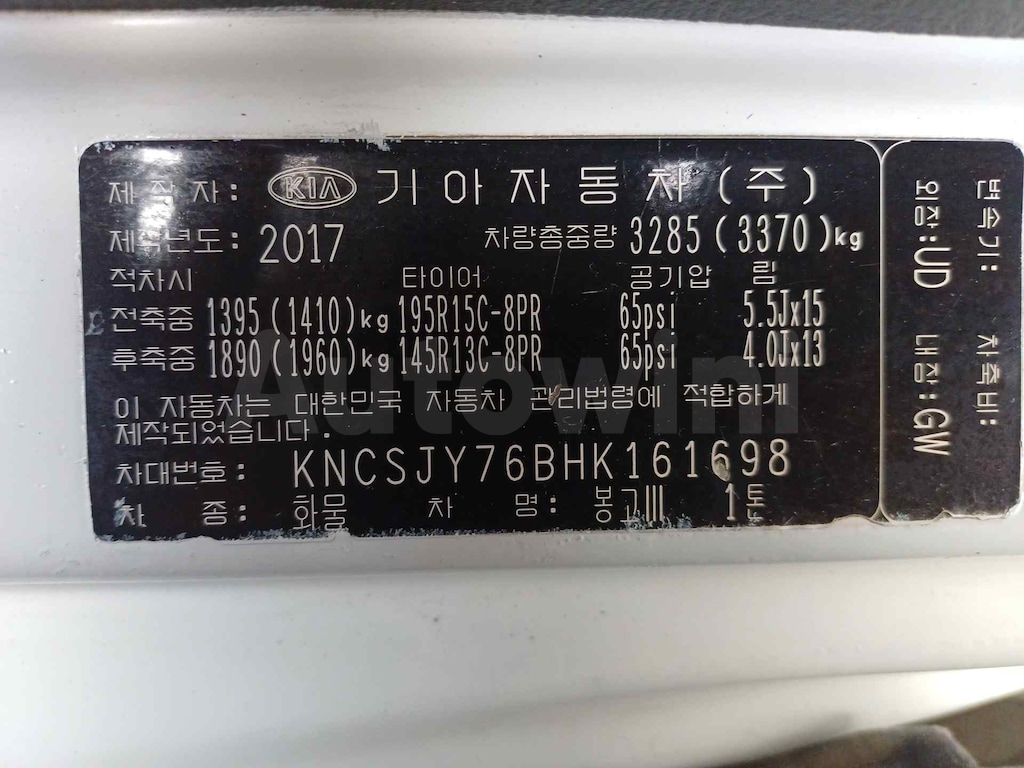 제 작 자: KIA 기아자동차(주)
제작년도: 2017 차량총중량 3285(3370)kg
적차시 타이어 공기압 림
전축중 1395(1410)kg 195R15C-8PR 65psi 5.5Jx15
후축중 1890(1960)kg 145R13C-8PR 65psi 4.0Jx13
이 자동차는 대한민국 자동차 관리법령에 적합하게
제작되었습니다.
차대번호: KNCSJY76BHK161698
차 종: 화물 차 명: 봉고III 1톤
변속기: 차축비:
외장:UD 내장:GW
Autowini